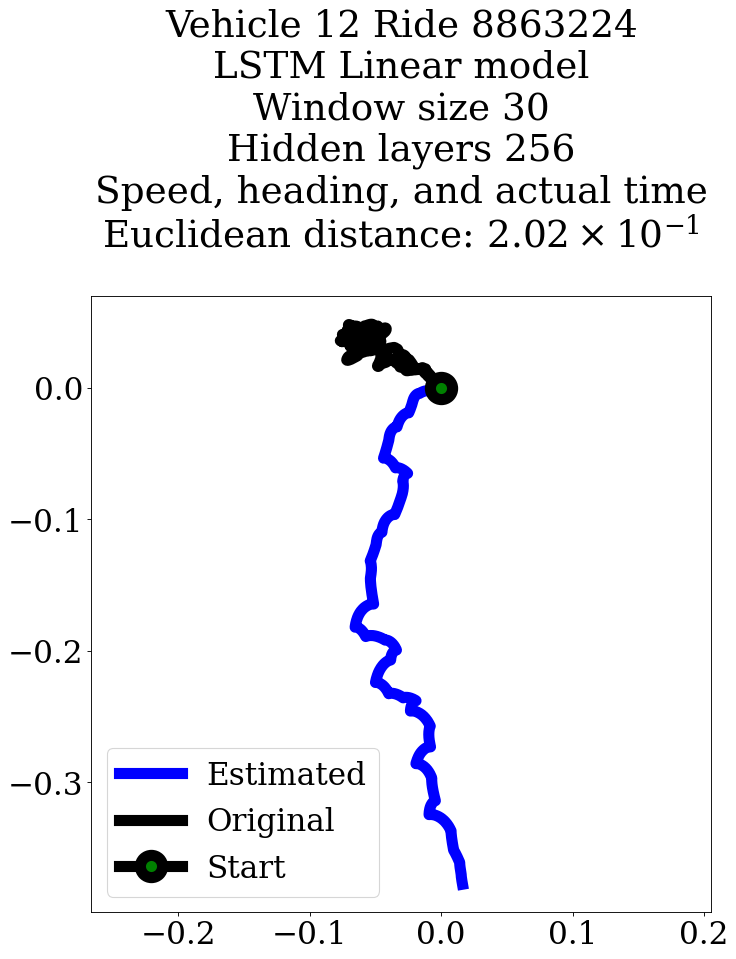 Vehicle 12 Ride 8863224
LSTM Linear model
Window size 30
Hidden layers 256
Speed, heading, and actual time
Euclidean distance: 2.02 × 10⁻¹
0.0
−0.1
−0.2
−0.3
Estimated
Original
Start
−0.2
−0.1
0.0
0.1
0.2